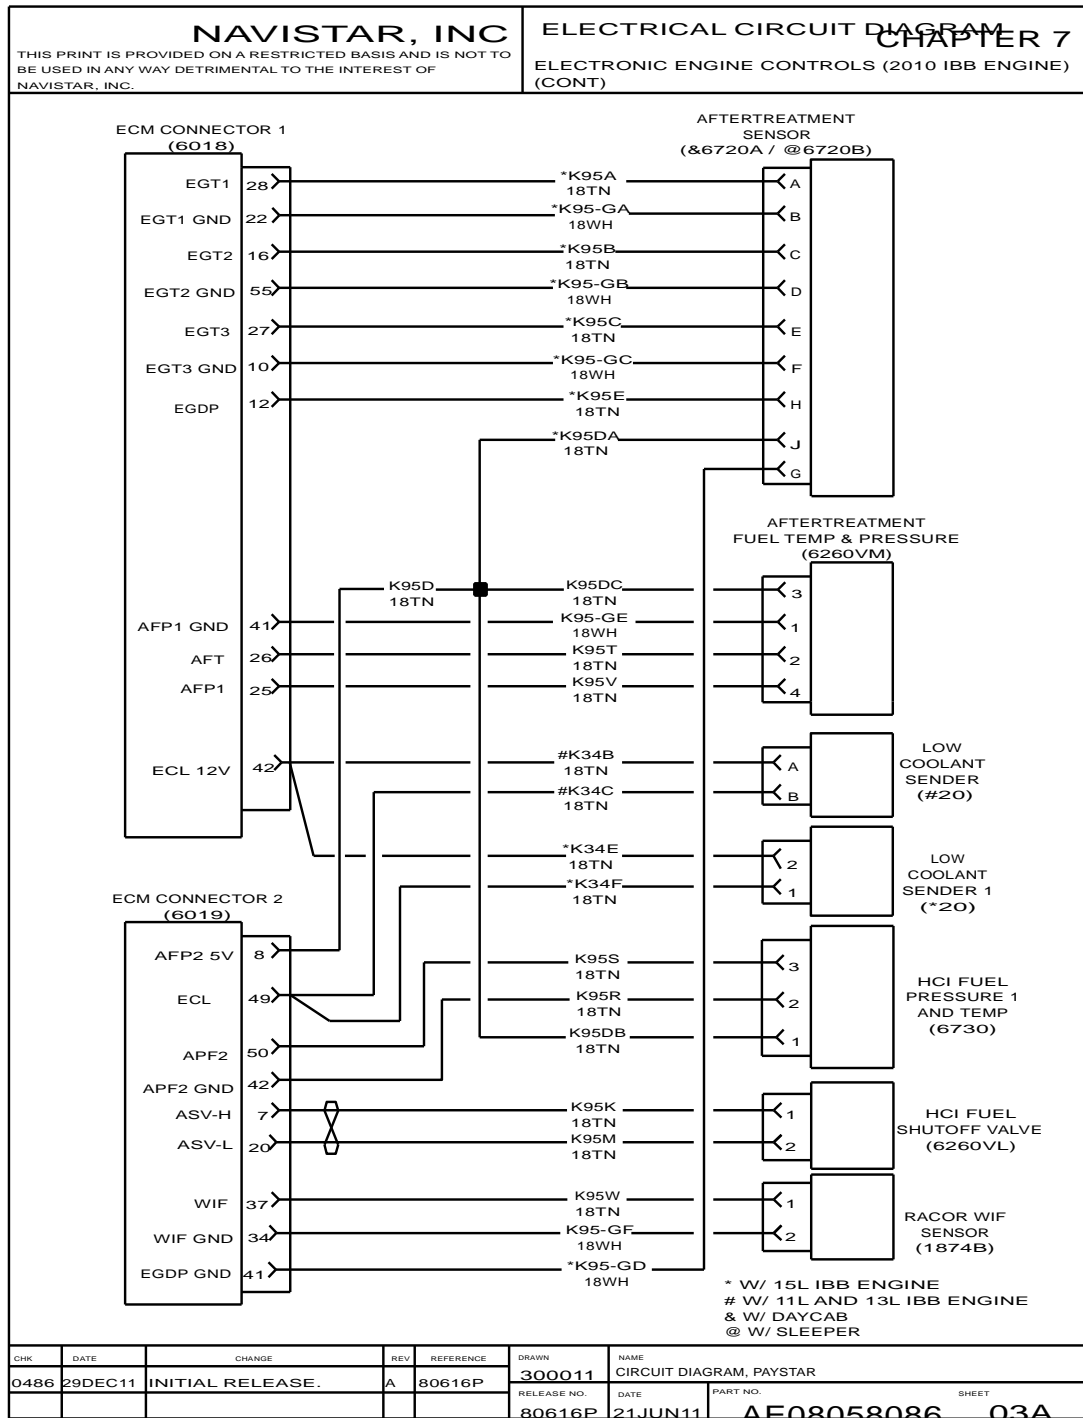 NAVISTAR, INC
THIS PRINT IS PROVIDED ON A RESTRICTED BASIS AND IS NOT TO
BE USED IN ANY WAY DETRIMENTAL TO THE INTEREST OF
NAVISTAR, INC.
ELECTRICAL CIRCUIT DIAGRAM
CHAPTER 7
ELECTRONIC ENGINE CONTROLS (2010 IBB ENGINE)
(CONT)
ECM CONNECTOR 1
(6018)
AFTERTREATMENT
SENSOR
(&6720A / @6720B)
EGT1 28 *K95A 18TN A
EGT1 GND 22 *K95-GA 18WH B
EGT2 16 *K95B 18TN C
EGT2 GND 55 *K95-GB 18WH D
EGT3 27 *K95C 18TN E
EGT3 GND 10 *K95-GC 18WH F
EGDP 12 *K95E 18TN H
*K95DA 18TN J
G
AFTERTREATMENT
FUEL TEMP & PRESSURE
(6260VM)
K95D 18TN K95DC 18TN 3
AFP1 GND 41 K95-GE 18WH 1
AFT 26 K95T 18TN 2
AFP1 25 K95V 18TN 4
ECL 12V 42 #K34B 18TN A
#K34C 18TN B
LOW
COOLANT
SENDER
(#20)
*K34E 18TN 2
*K34F 18TN 1
LOW
COOLANT
SENDER 1
(*20)
ECM CONNECTOR 2
(6019)
AFP2 5V 8
ECL 49
APF2 50
APF2 GND 42
K95S 18TN 3
K95R 18TN 2
K95DB 18TN 1
HCI FUEL
PRESSURE 1
AND TEMP
(6730)
ASV-H 7 K95K 18TN 1
ASV-L 20 K95M 18TN 2
HCI FUEL
SHUTOFF VALVE
(6260VL)
WIF 37 K95W 18TN 1
WIF GND 34 K95-GF 18WH 2
RACOR WIF
SENSOR
(1874B)
EGDP GND 41 *K95-GD 18WH
* W/ 15L IBB ENGINE
# W/ 11L AND 13L IBB ENGINE
& W/ DAYCAB
@ W/ SLEEPER
CHK DATE CHANGE REV REFERENCE
0486 29DEC11 INITIAL RELEASE. A 80616P
DRAWN
300011
NAME
CIRCUIT DIAGRAM, PAYSTAR
RELEASE NO.
80616P
DATE
21JUN11
PART NO.
AE08058086
SHEET
03A